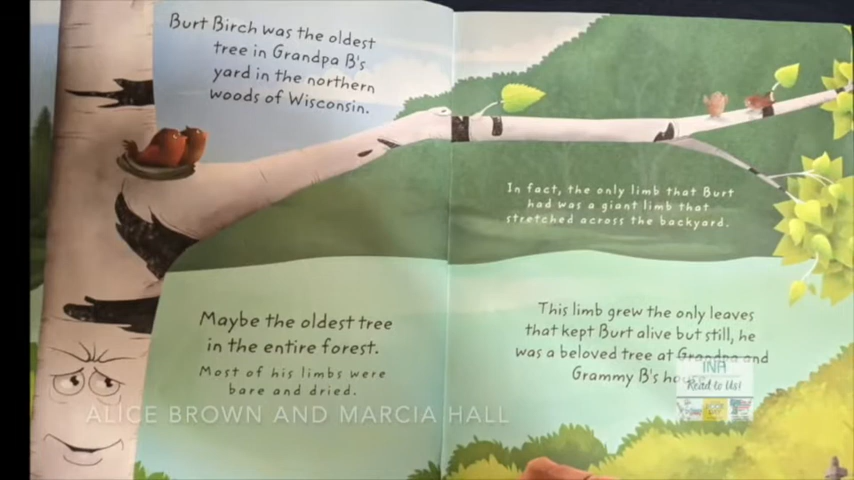 Burt Birch was the oldest
tree in Grandpa B's
yard in the northern
woods of Wisconsin.
In fact, the only limb that Burt
had was a giant limb that
stretched across the backyard.
Maybe the oldest tree
in the entire forest.
Most of his limbs were
bare and dried.
This limb grew the only leaves
that kept Burt alive but still, he
was a beloved tree at Grandpa and
Grammy B's
INA
Read to Us!
ALICE BROWN AND MARCIA HALL